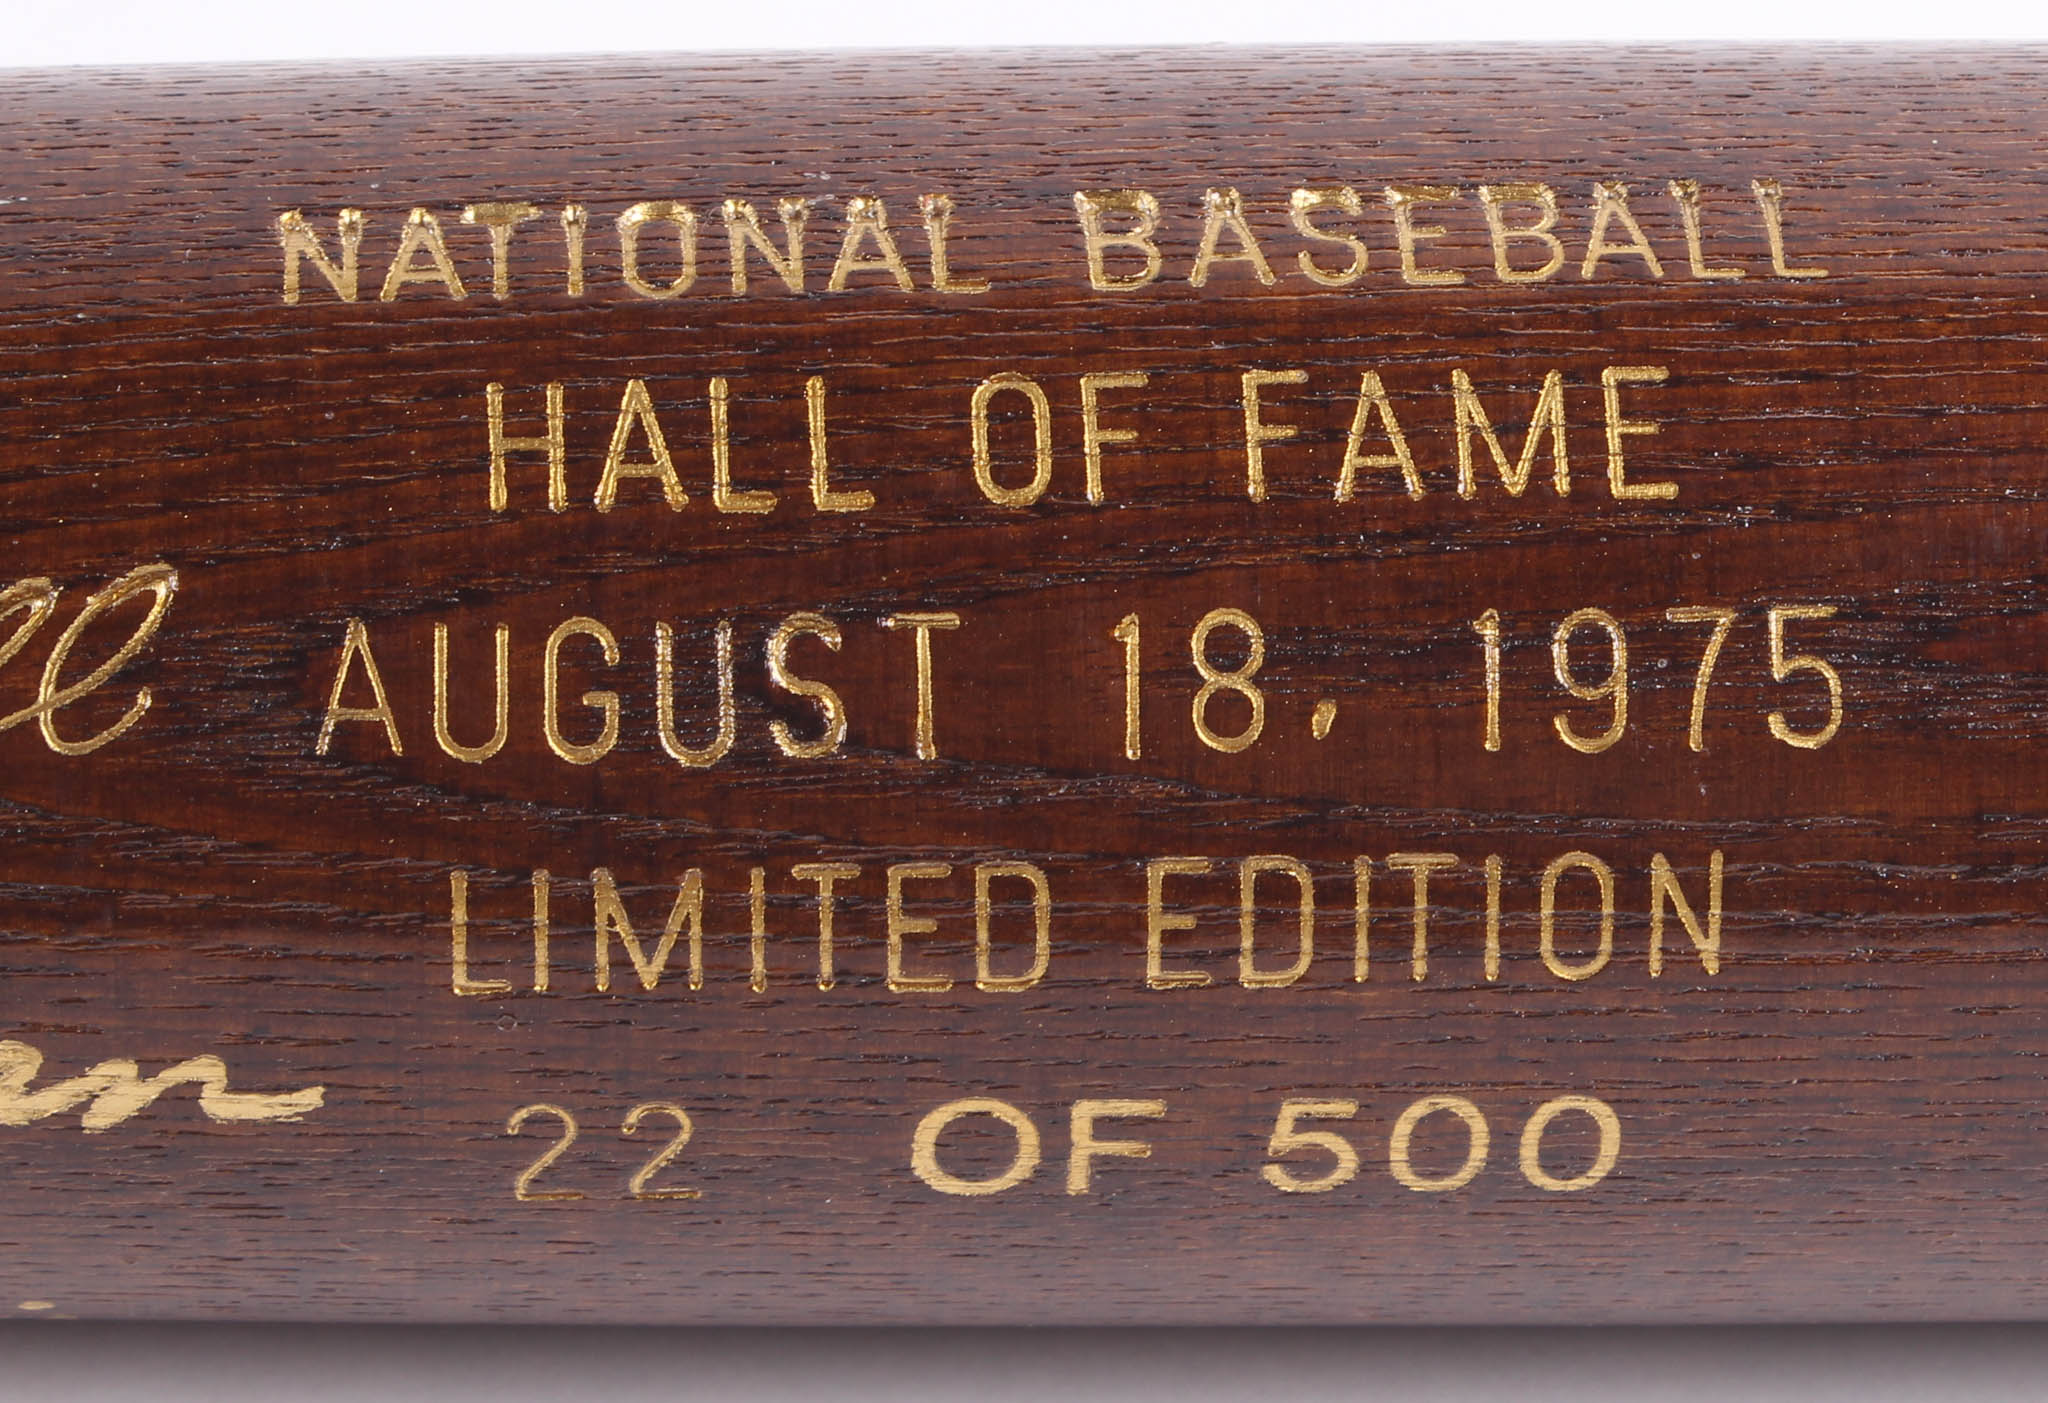 NATIONAL BASEBALL
HALL OF FAME
AUGUST 18, 1975
LIMITED EDITION
22 OF 500